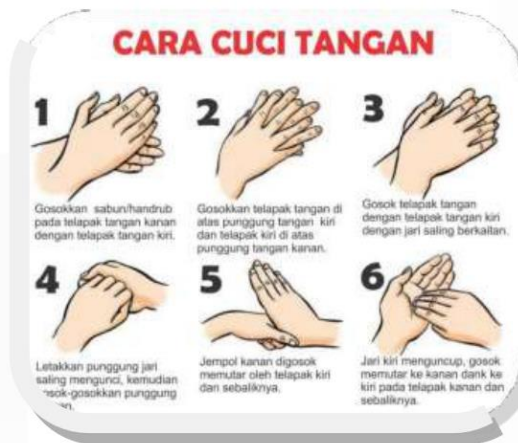 CARA CUCI TANGAN
1
Gosokkan sabun/handrub
pada telapak tangan kanan
dengan telapak tangan kiri.
2
Gosokkan telapak tangan di
atas punggung tangan kiri
dan telapak kiri di atas
punggung tangan kanan.
3
Gosok telapak tangan
dengan telapak tangan kiri
dengan jari saling berkaitan.
4
Letakkan punggung jari
saling mengunci, kemudian
osok-gosokkan punggung
5
Jempol kanan digosok
memutar oleh telapak kiri
dan sebaliknya.
6
Jari kiri menguncup, gosok
memutar ke kanan dank ke
kiri pada telapak kanan dan
sebaliknya.